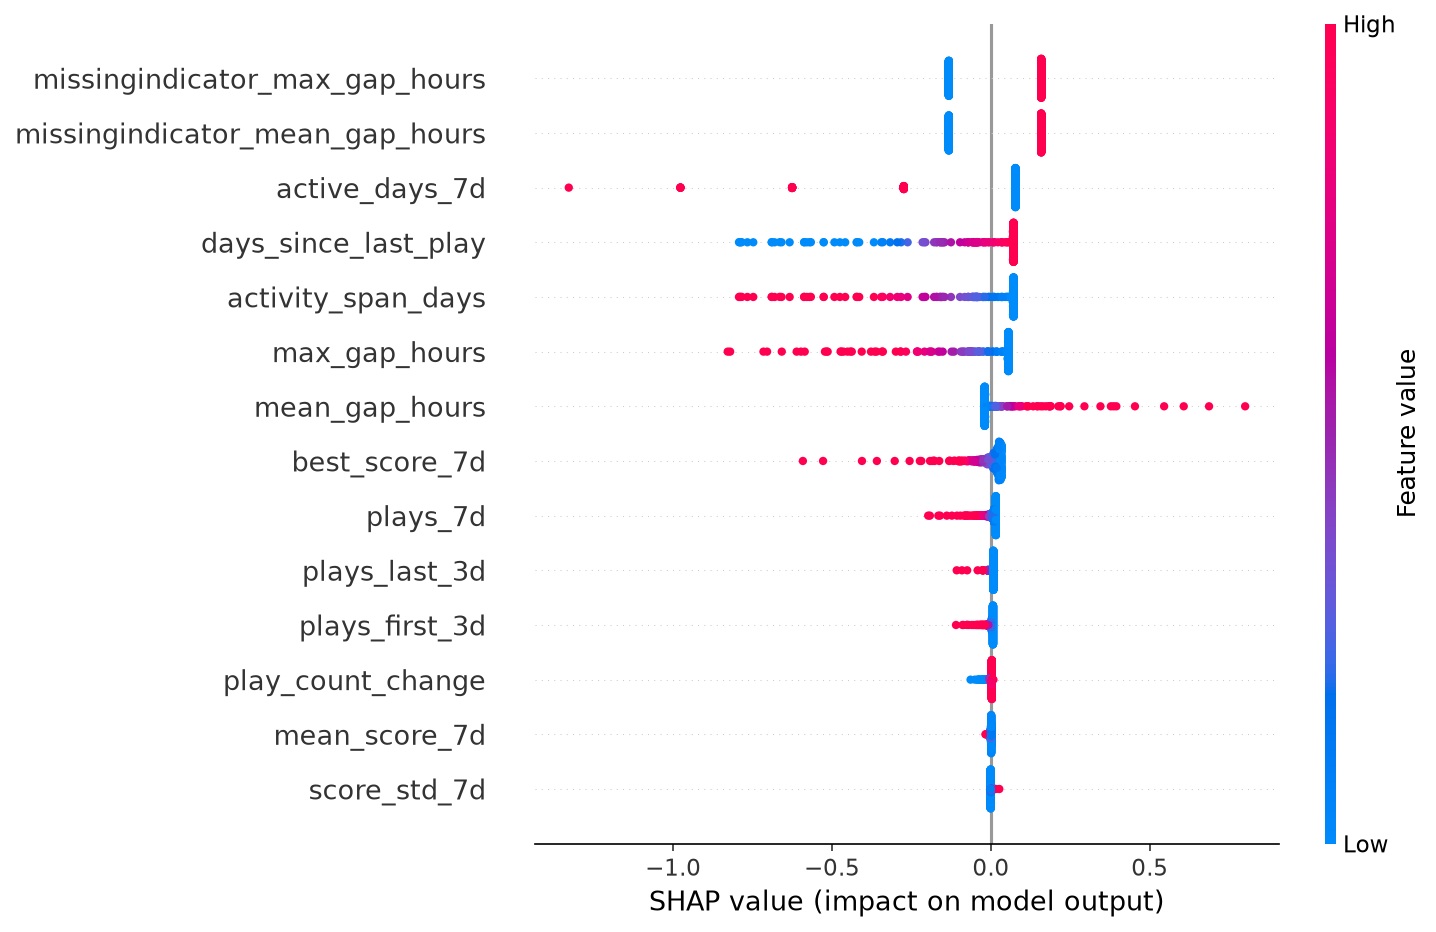 High
missingindicator_max_gap_hours
missingindicator_mean_gap_hours
active_days_7d
days_since_last_play
activity_span_days
max_gap_hours
mean_gap_hours
best_score_7d
plays_7d
plays_last_3d
plays_first_3d
play_count_change
mean_score_7d
score_std_7d
Feature value
Low
−1.0 −0.5 0.0 0.5
SHAP value (impact on model output)